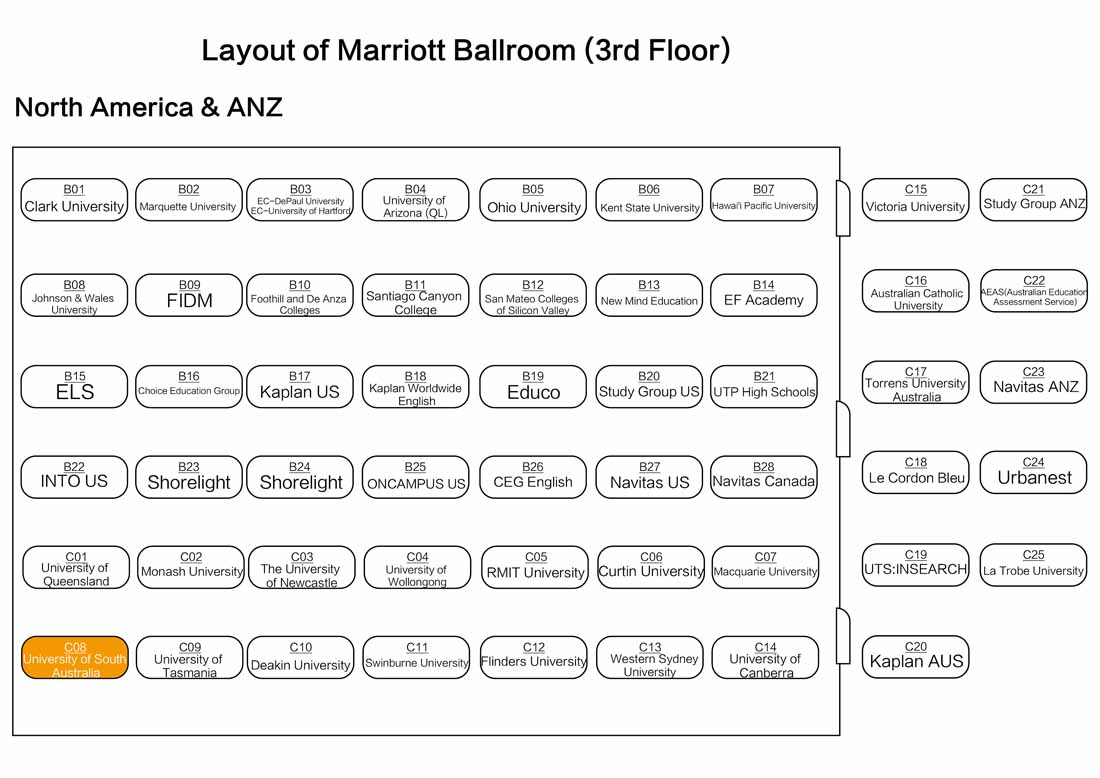 Layout of Marriott Ballroom (3rd Floor)
North America & ANZ
B01
Clark University
B02
Marquette University
B03
EC-DePaul University
EC-University of Hartford
B04
University of
Arizona (QL)
B05
Ohio University
B06
Kent State University
B07
Hawai'i Pacific University
C15
Victoria University
C21
Study Group ANZ
B08
Johnson & Wales
University
B09
FIDM
B10
Foothill and De Anza
Colleges
B11
Santiago Canyon
College
B12
San Mateo Colleges
of Silicon Valley
B13
New Mind Education
B14
EF Academy
C16
Australian Catholic
University
C22
AEAS(Australian Education
Assessment Service)
B15
ELS
B16
Choice Education Group
B17
Kaplan US
B18
Kaplan Worldwide
English
B19
Educo
B20
Study Group US
B21
UTP High Schools
C17
Torrens University
Australia
C23
Navitas ANZ
B22
INTO US
B23
Shorelight
B24
Shorelight
B25
ONCAMPUS US
B26
CEG English
B27
Navitas US
B28
Navitas Canada
C18
Le Cordon Bleu
C24
Urbanest
C01
University of
Queensland
C02
Monash University
C03
The University
of Newcastle
C04
University of
Wollongong
C05
RMIT University
C06
Curtin University
C07
Macquarie University
C19
UTS:INSEARCH
C25
La Trobe University
C08
University of South
Australia
C09
University of
Tasmania
C10
Deakin University
C11
Swinburne University
C12
Flinders University
C13
Western Sydney
University
C14
University of
Canberra
C20
Kaplan AUS